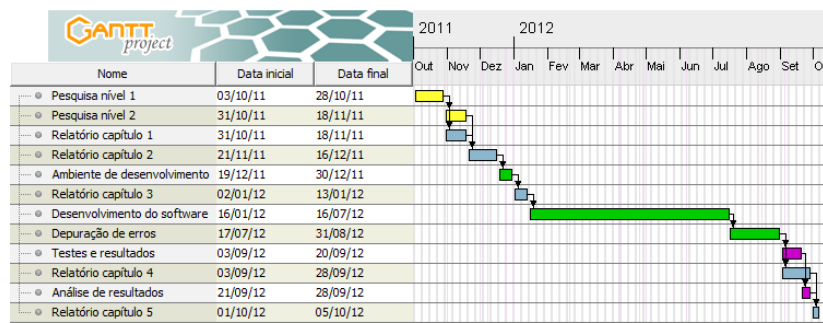 GANTT
project
2011
2012
Nome
Data inicial
Data final
Out Nov Dez Jan Fev Mar Abr Mai Jun Jul Ago Set O
Pesquisa nível 1 03/10/11 28/10/11
Pesquisa nível 2 31/10/11 18/11/11
Relatório capítulo 1 31/10/11 18/11/11
Relatório capítulo 2 21/11/11 16/12/11
Ambiente de desenvolvimento 19/12/11 30/12/11
Relatório capítulo 3 02/01/12 13/01/12
Desenvolvimento do software 16/01/12 16/07/12
Depuração de erros 17/07/12 31/08/12
Testes e resultados 03/09/12 20/09/12
Relatório capítulo 4 03/09/12 28/09/12
Análise de resultados 21/09/12 28/09/12
Relatório capítulo 5 01/10/12 05/10/12